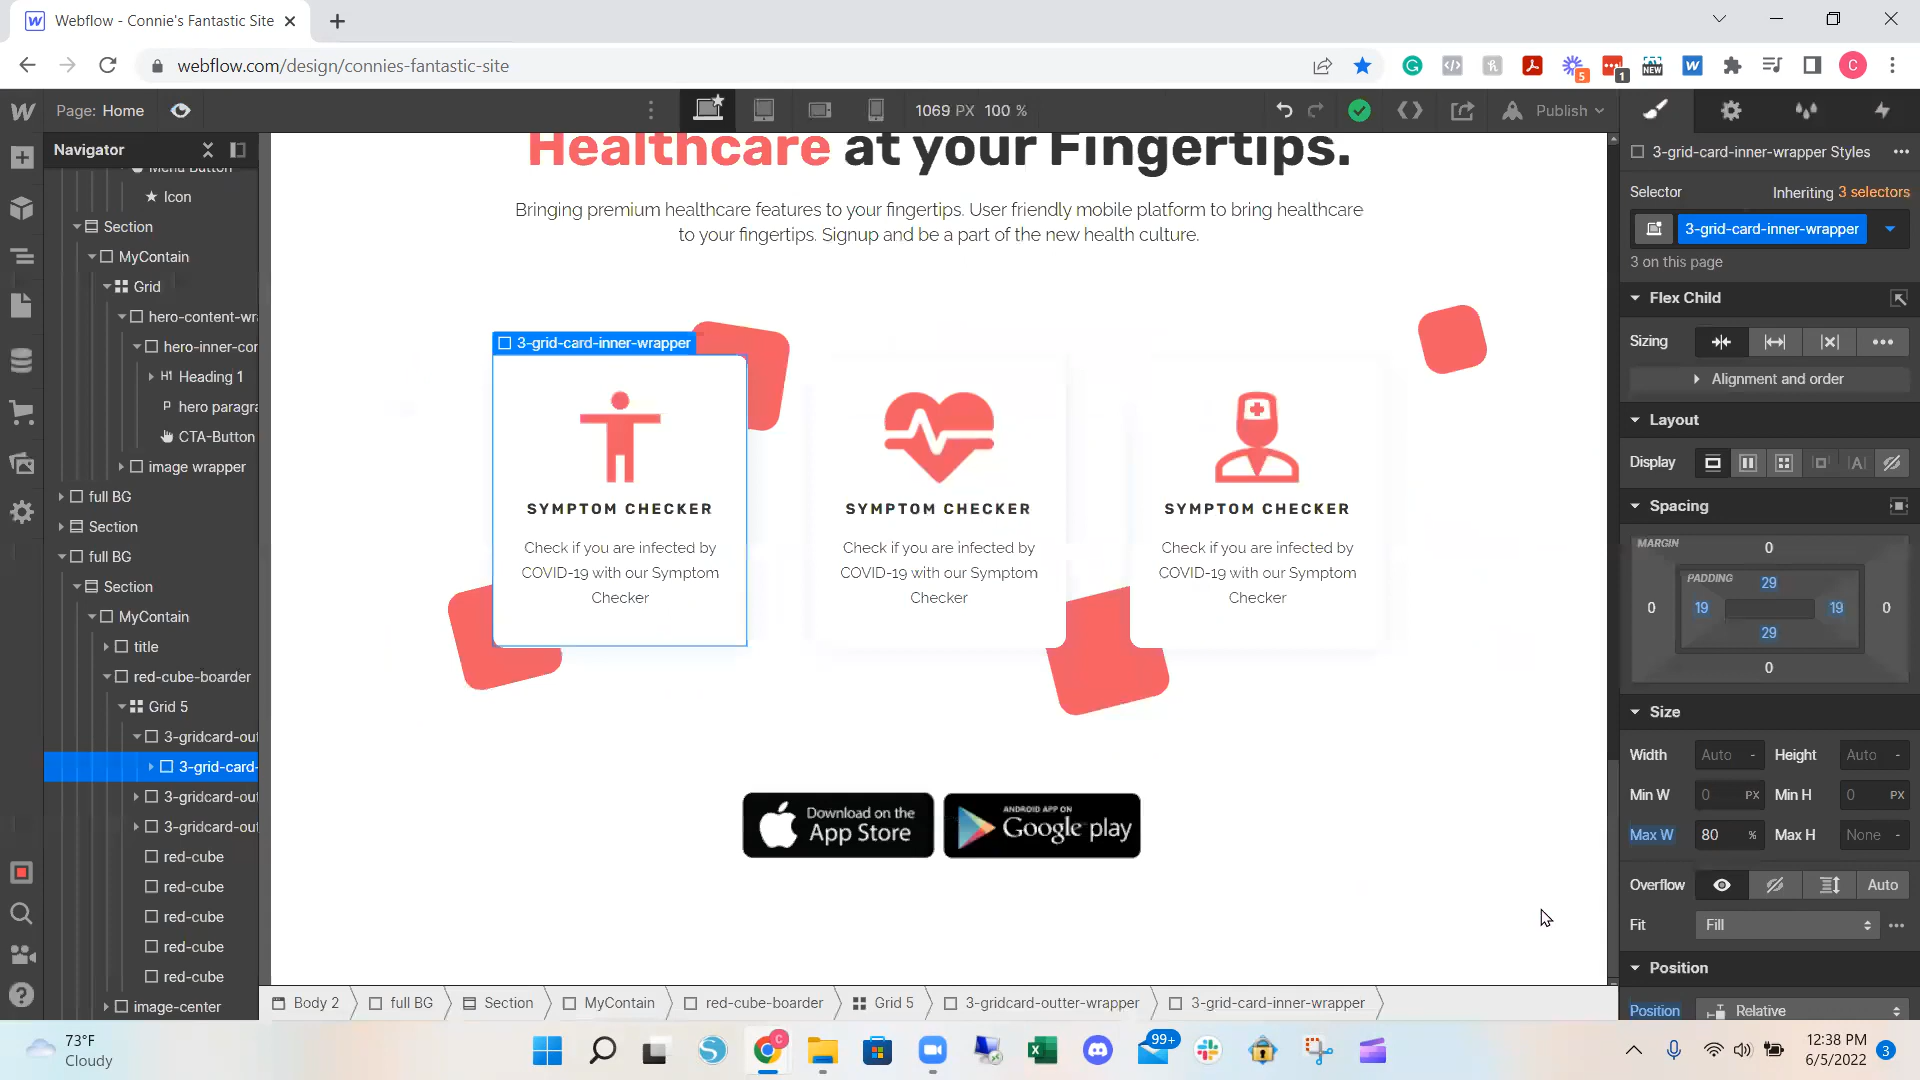 Webflow - Connie's Fantastic Site
webflow.com/design/connies-fantastic-site
5
1
NEW
W
C
Page: Home
1069 PX 100 %
Publish
Navigator
Menu Button
Icon
Section
MyContain
Grid
hero-content-wr
hero-inner-con
H1 Heading 1
P hero paragra
CTA-Button
image wrapper
full BG
Section
full BG
Section
MyContain
title
red-cube-boarder
Grid 5
3-gridcard-out
3-grid-card-
3-gridcard-out
3-gridcard-out
red-cube
red-cube
red-cube
red-cube
red-cube
image-center
Healthcare at your Fingertips.
Bringing premium healthcare features to your fingertips. User friendly mobile platform to bring healthcare
to your fingertips. Signup and be a part of the new health culture.
3-grid-card-inner-wrapper
SYMPTOM CHECKER
Check if you are infected by
COVID-19 with our Symptom
Checker
SYMPTOM CHECKER
Check if you are infected by
COVID-19 with our Symptom
Checker
SYMPTOM CHECKER
Check if you are infected by
COVID-19 with our Symptom
Checker
Download on the
App Store
ANDROID APP ON
Google play
3-grid-card-inner-wrapper Styles
Selector Inheriting 3 selectors
3-grid-card-inner-wrapper
3 on this page
Flex Child
Sizing
Alignment and order
Layout
Display
Spacing
MARGIN
0
PADDING
29
0 19 19 0
29
0
Size
Width Auto - Height Auto -
Min W 0 PX Min H 0 PX
Max W 80 % Max H None -
Overflow Auto
Fit Fill
Position
Position Relative
Body 2 full BG Section MyContain red-cube-boarder Grid 5 3-gridcard-outter-wrapper 3-grid-card-inner-wrapper
73°F
Cloudy
C
99+
12:38 PM
6/5/2022
3